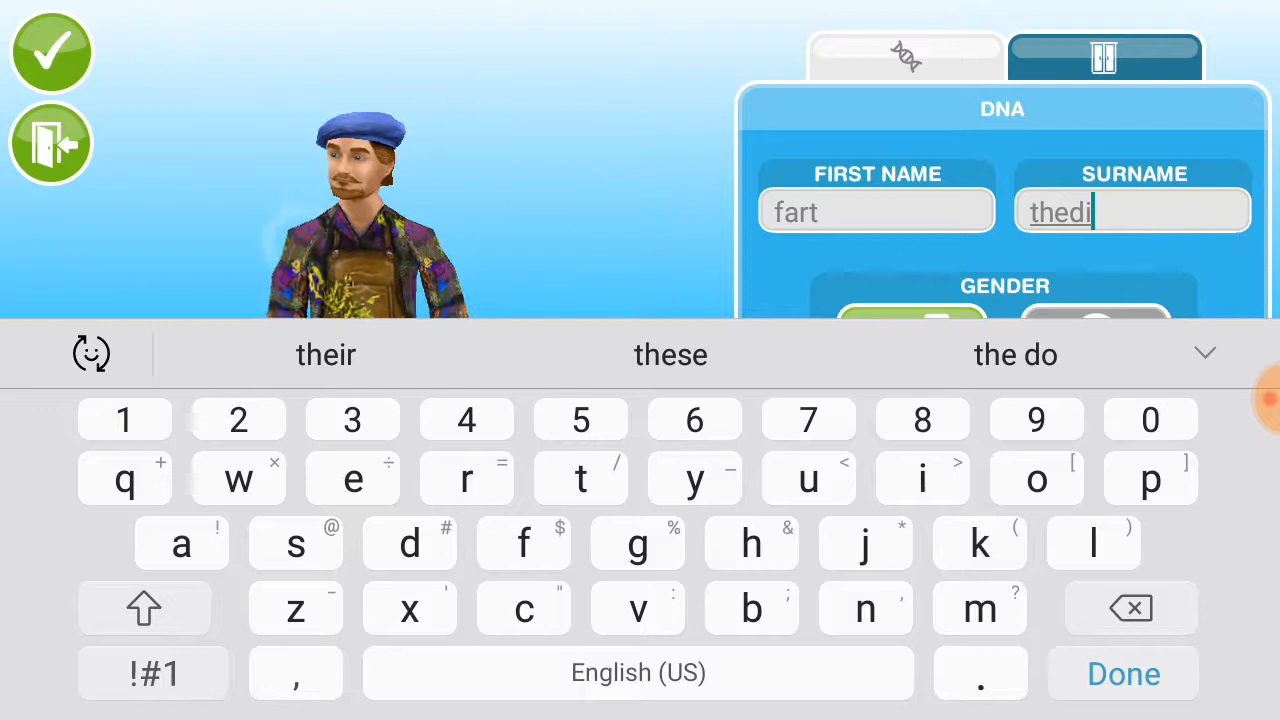 DNA
FIRST NAME SURNAME
fart thedi
GENDER
their these the do
1 2 3 4 5 6 7 8 9 0
q + w × e ÷ r = t / y _ u < i > o [ p ]
a ! s @ d # f $ g % h & j * k ( l )
z - x ' c " v : b ; n , m ?
!#1 , English (US) . Done